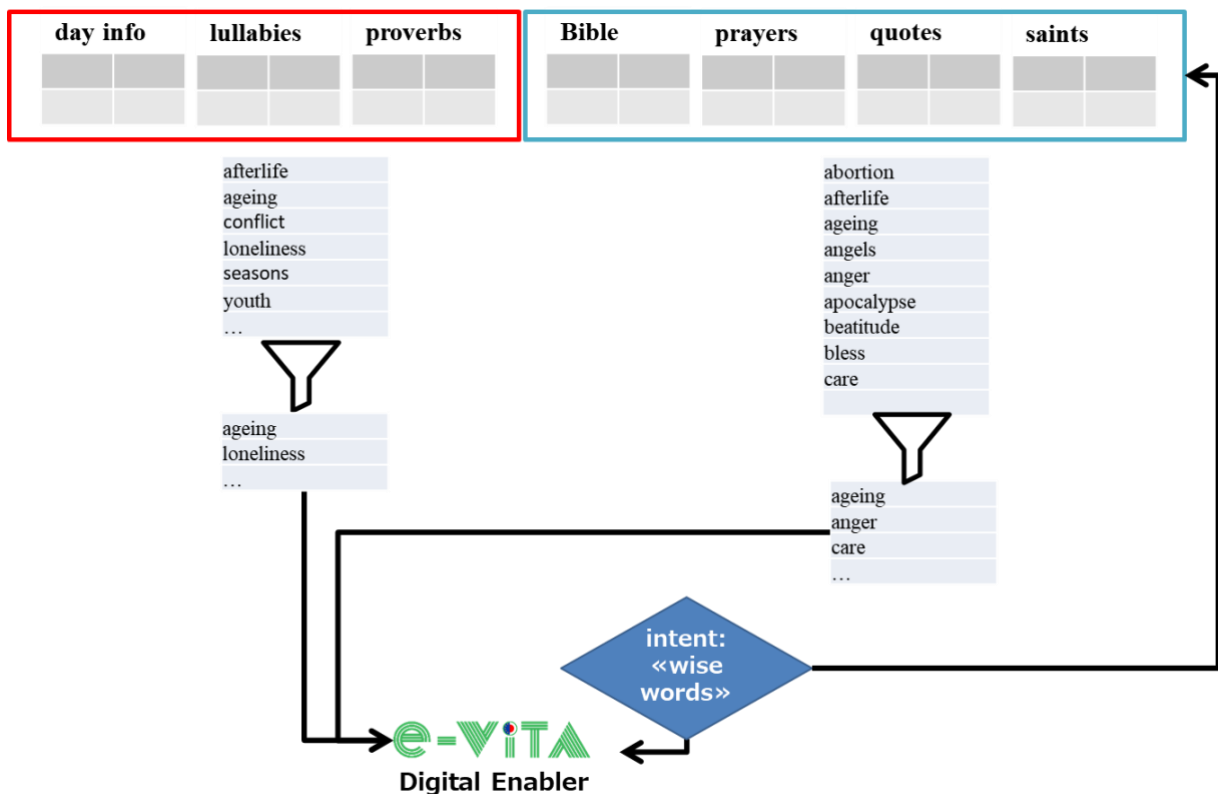 day info lullabies proverbs Bible prayers quotes saints
afterlife
ageing
conflict
loneliness
seasons
youth
…
ageing
loneliness
…
abortion
afterlife
ageing
angels
anger
apocalypse
beatitude
bless
care
ageing
anger
care
…
intent:
«wise
words»
e-ViTA
Digital Enabler